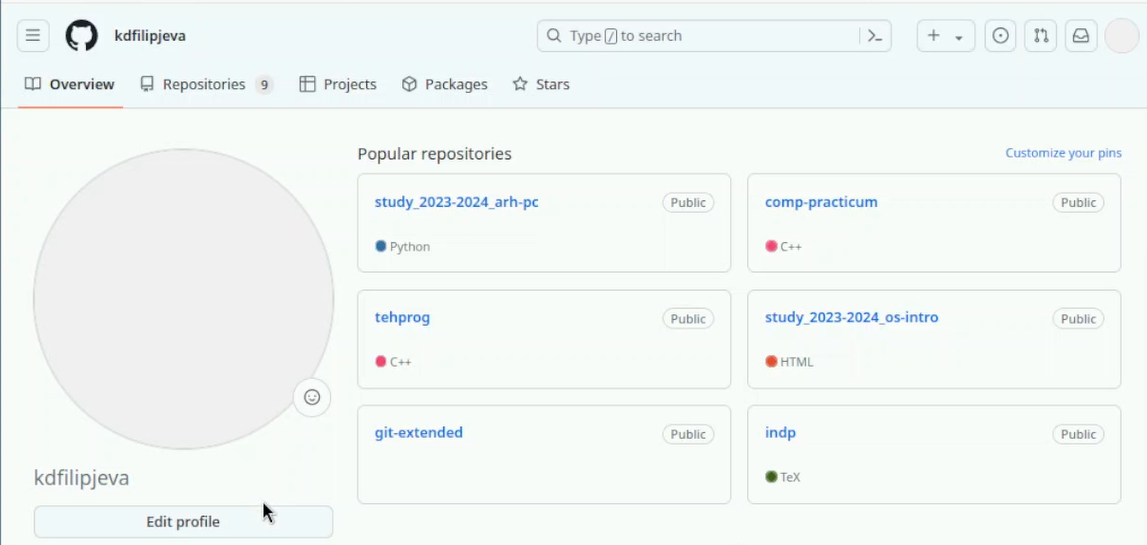 kdfilipjeva
Type / to search
Overview Repositories 9 Projects Packages Stars
Popular repositories
Customize your pins
study_2023-2024_arh-pc Public
Python
comp-practicum Public
C++
tehprog Public
C++
study_2023-2024_os-intro Public
HTML
git-extended Public
indp Public
TeX
kdfilipjeva
Edit profile